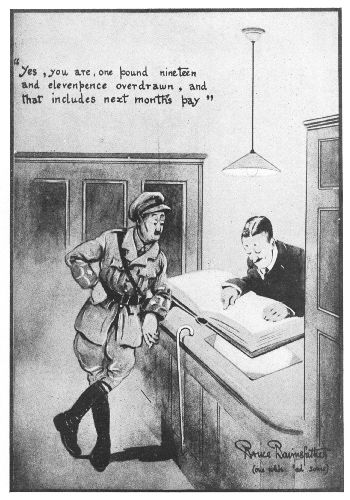 "Yes, you are, one pound nineteen
and elevenpence overdrawn, and
that includes next month's pay"
Bruce Bairnsfather
(one who 'ad some)